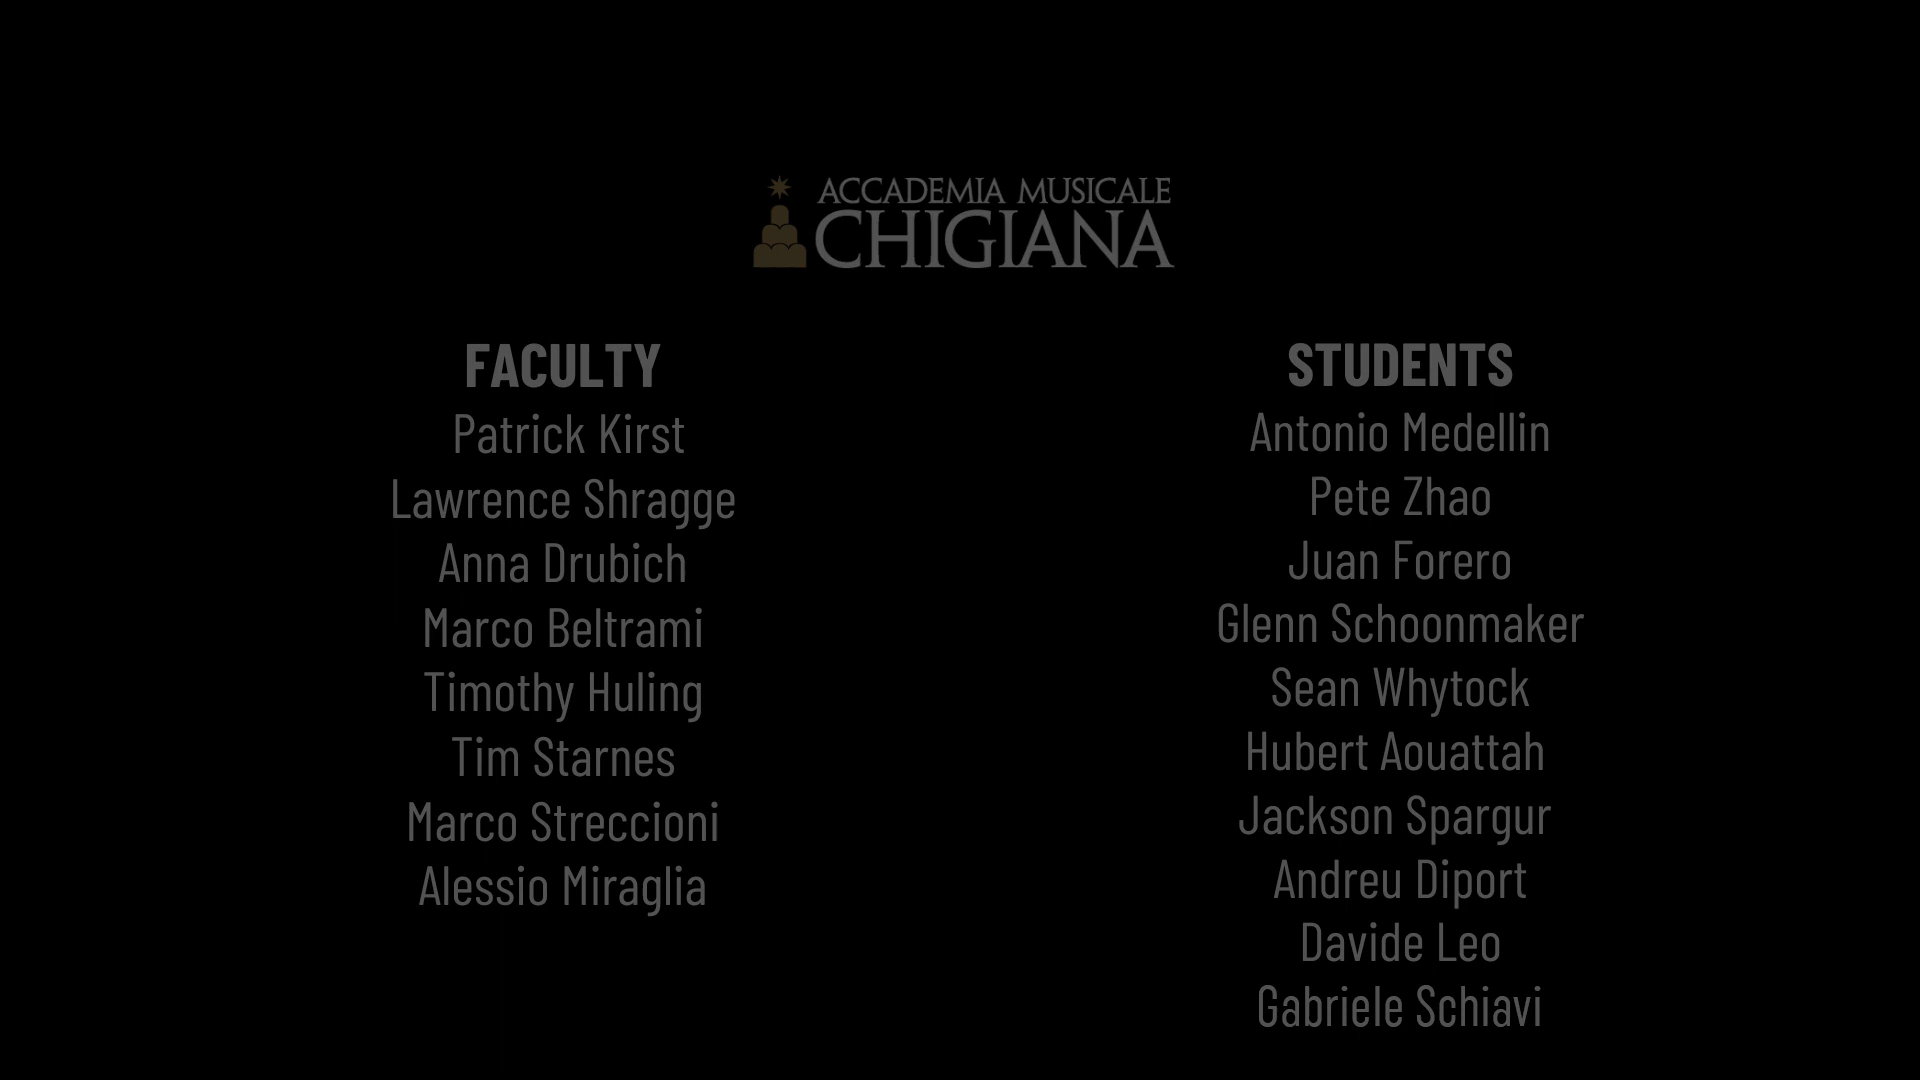 ACCADEMIA MUSICALE
CHIGIANA
FACULTY
Patrick Kirst
Lawrence Shragge
Anna Drubich
Marco Beltrami
Timothy Huling
Tim Starnes
Marco Streccioni
Alessio Miraglia
STUDENTS
Antonio Medellin
Pete Zhao
Juan Forero
Glenn Schoonmaker
Sean Whytock
Hubert Aouattah
Jackson Spargur
Andreu Diport
Davide Leo
Gabriele Schiavi